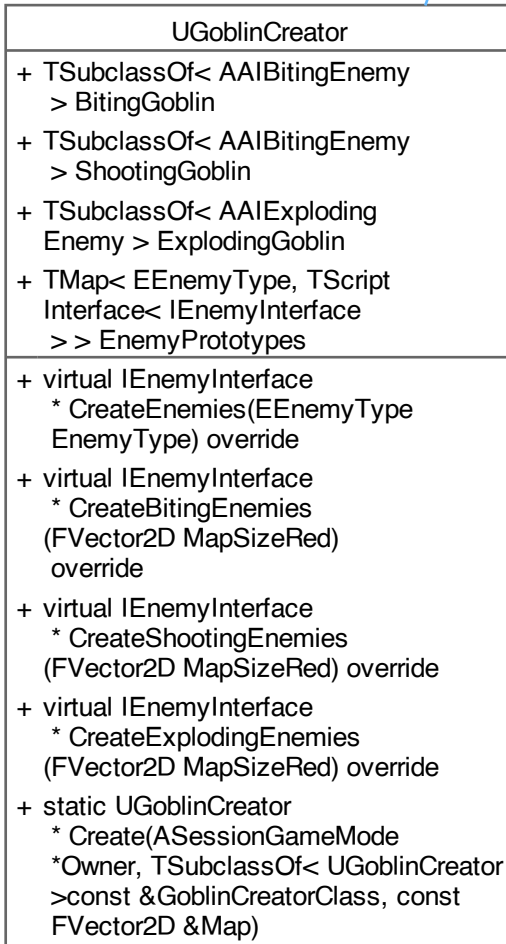 UGoblinCreator
+ TSubclassOf< AAIBitingEnemy
> BitingGoblin
+ TSubclassOf< AAIBitingEnemy
> ShootingGoblin
+ TSubclassOf< AAIExploding
Enemy > ExplodingGoblin
+ TMap< EEnemyType, TScript
Interface< IEnemyInterface
> > EnemyPrototypes
+ virtual IEnemyInterface
* CreateEnemies(EEnemyType
EnemyType) override
+ virtual IEnemyInterface
* CreateBitingEnemies
(FVector2D MapSizeRed)
override
+ virtual IEnemyInterface
* CreateShootingEnemies
(FVector2D MapSizeRed) override
+ virtual IEnemyInterface
* CreateExplodingEnemies
(FVector2D MapSizeRed) override
+ static UGoblinCreator
* Create(ASessionGameMode
*Owner, TSubclassOf< UGoblinCreator
>const &GoblinCreatorClass, const
FVector2D &Map)